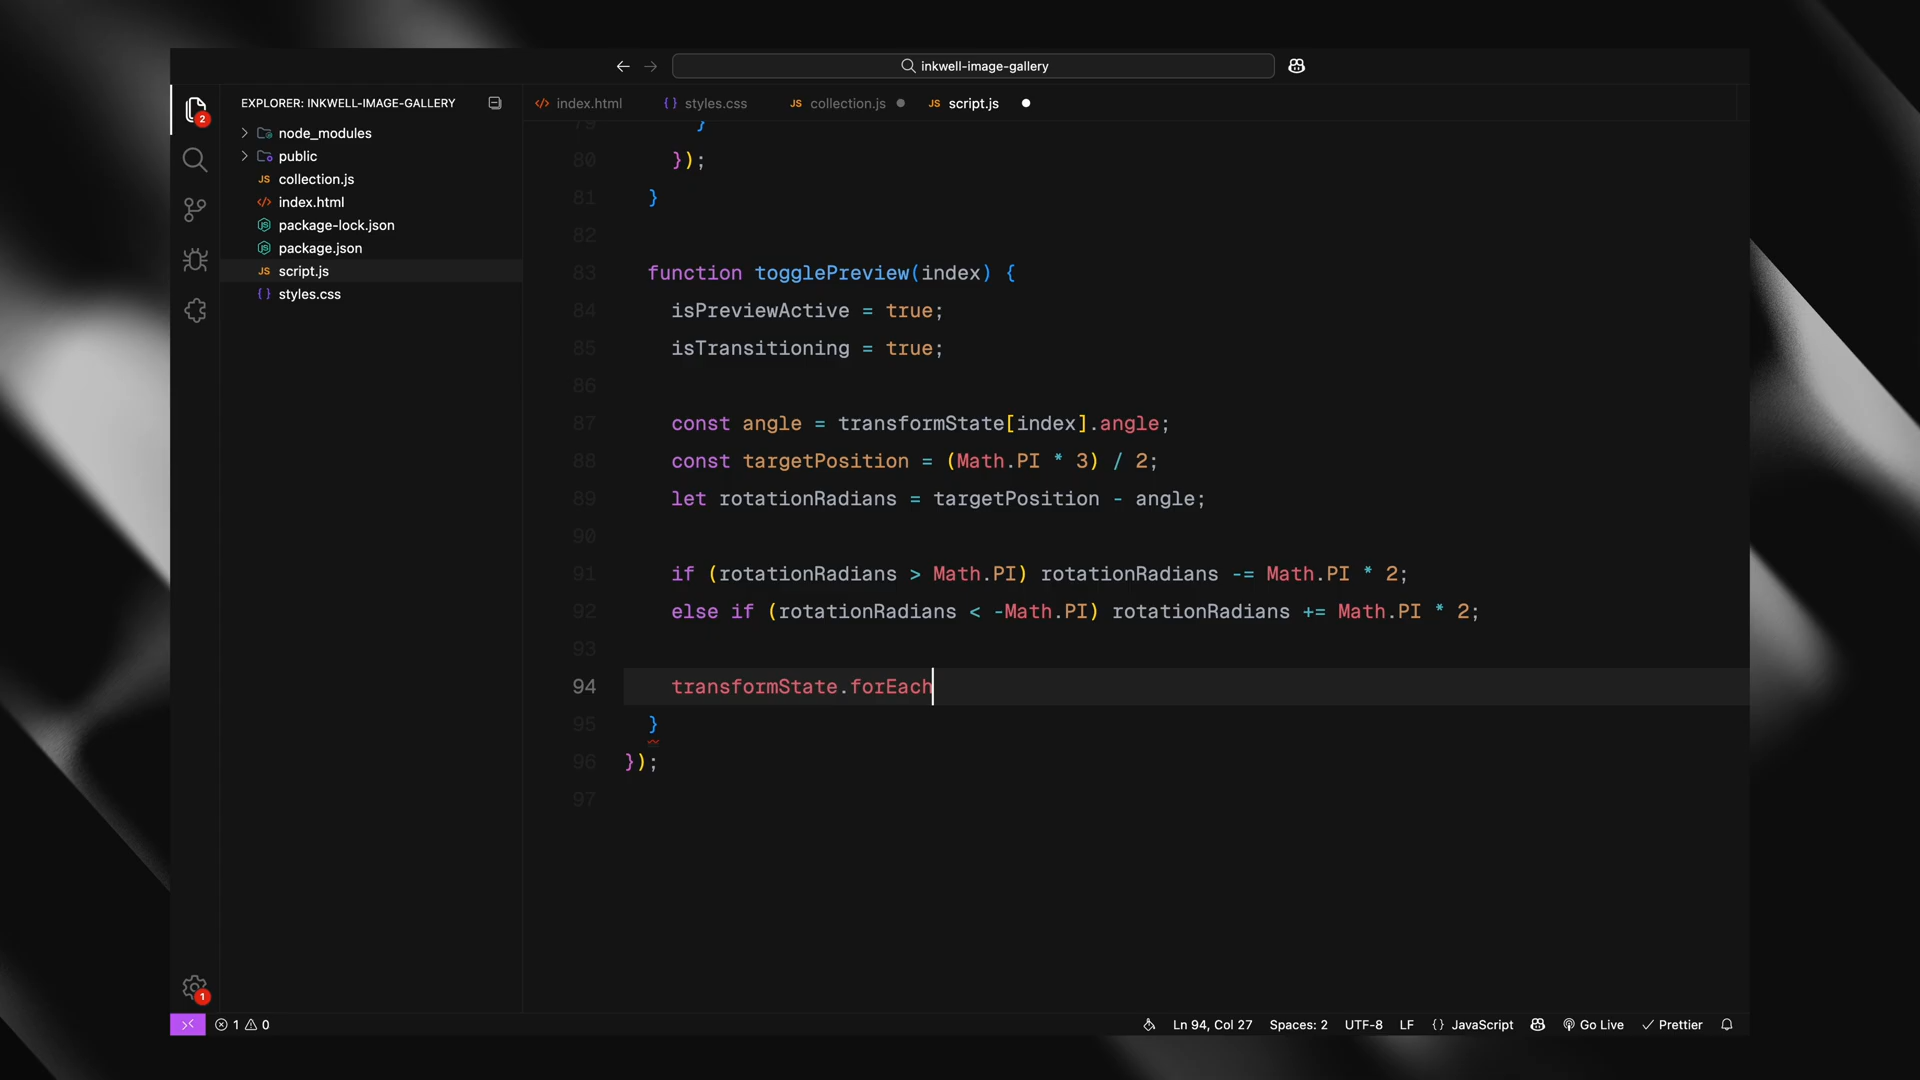 inkwell-image-gallery
EXPLORER: INKWELL-IMAGE-GALLERY
index.html
{ } styles.css
JS collection.js
JS script.js
2
node_modules
public
JS collection.js
index.html
package-lock.json
package.json
JS script.js
{ } styles.css
79 }
80 });
81 }
82
83 function togglePreview(index) {
84 isPreviewActive = true;
85 isTransitioning = true;
86
87 const angle = transformState[index].angle;
88 const targetPosition = (Math.PI * 3) / 2;
89 let rotationRadians = targetPosition - angle;
90
91 if (rotationRadians > Math.PI) rotationRadians -= Math.PI * 2;
92 else if (rotationRadians < -Math.PI) rotationRadians += Math.PI * 2;
93
94 transformState.forEach
95 }
96 });
97
1
1 0
Ln 94, Col 27 Spaces: 2 UTF-8 LF { } JavaScript Go Live Prettier